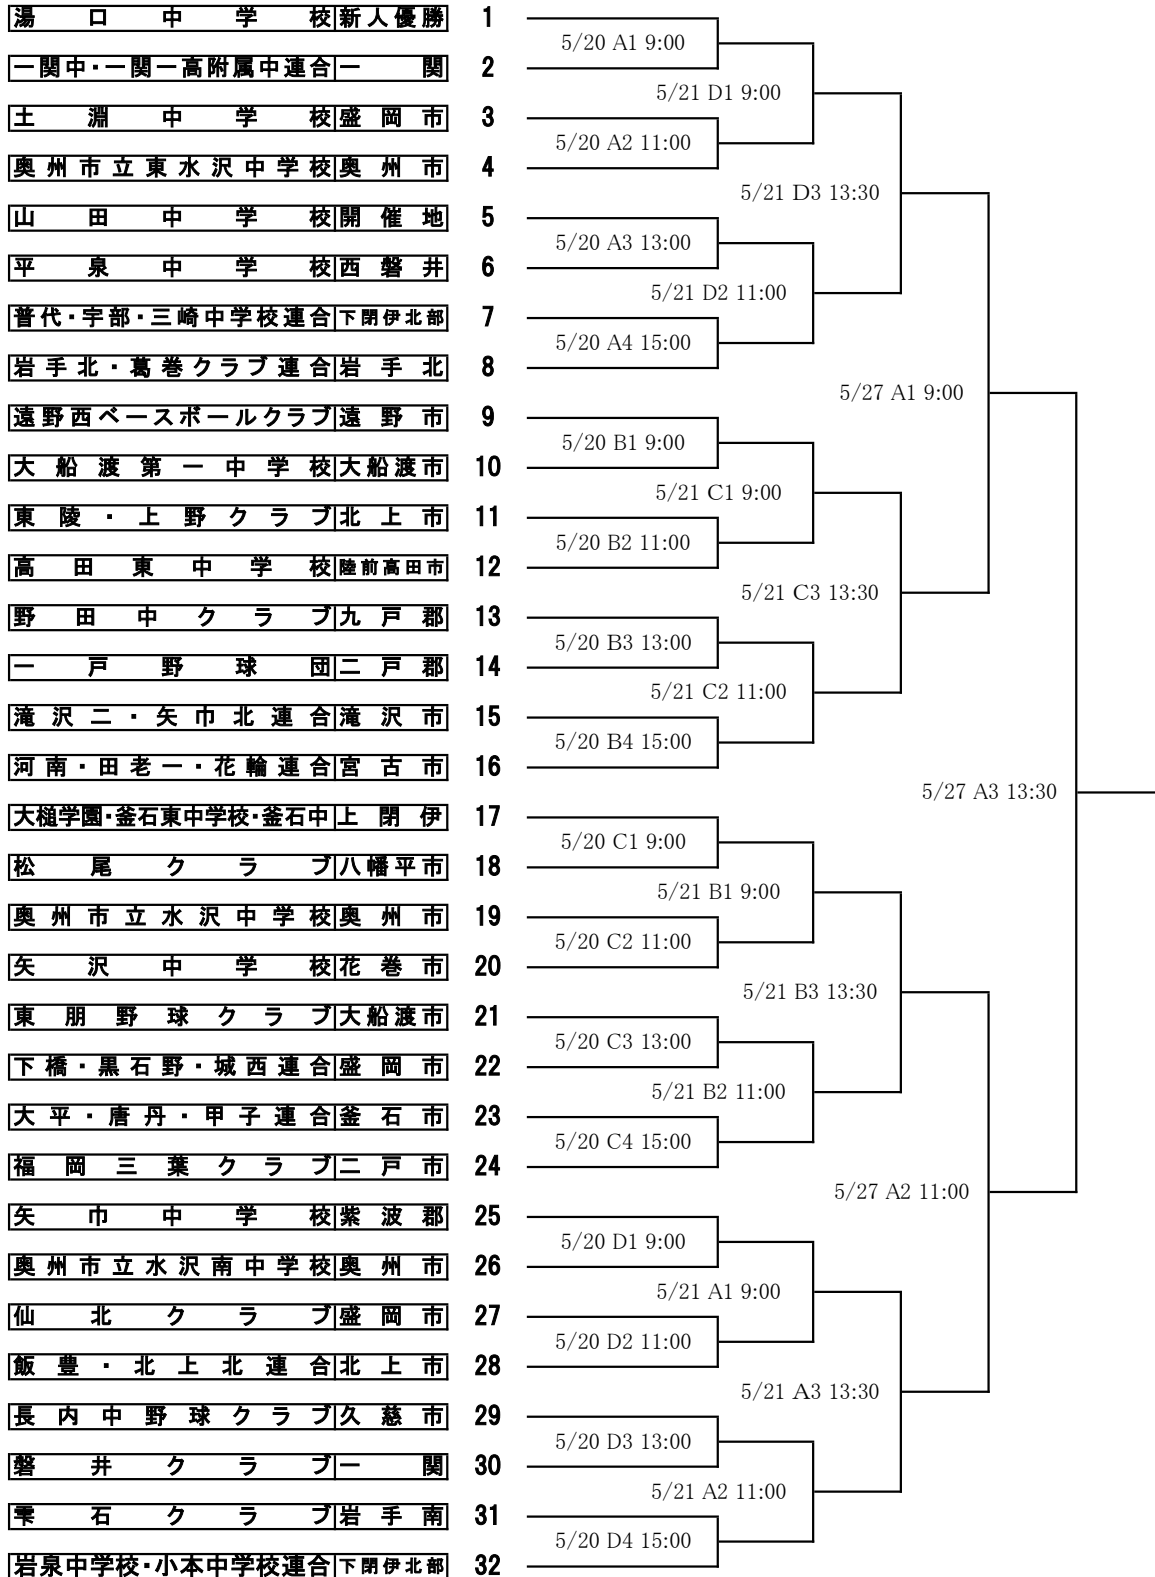 湯口中学校 新人優勝 1
5/20 A1 9:00
一関中・一関一高附属中連合 一関 2
5/21 D1 9:00
土淵中学校 盛岡市 3
5/20 A2 11:00
奥州市立東水沢中学校 奥州市 4
5/21 D3 13:30
山田中学校 開催地 5
5/20 A3 13:00
平泉中学校 西磐井 6
5/21 D2 11:00
普代・宇部・三崎中学校連合 下閉伊北部 7
5/20 A4 15:00
岩手北・葛巻クラブ連合 岩手北 8
5/27 A1 9:00
遠野西ベースボールクラブ 遠野市 9
5/20 B1 9:00
大船渡第一中学校 大船渡市 10
5/21 C1 9:00
東陵・上野クラブ 北上市 11
5/20 B2 11:00
高田東中学校 陸前高田市 12
5/21 C3 13:30
野田中クラブ 九戸郡 13
5/20 B3 13:00
一戸野球団 二戸郡 14
5/21 C2 11:00
滝沢二・矢巾北連合 滝沢市 15
5/20 B4 15:00
河南・田老一・花輪連合 宮古市 16
5/27 A3 13:30
大槌学園・釜石東中学校・釜石中 上閉伊 17
5/20 C1 9:00
松尾クラブ 八幡平市 18
5/21 B1 9:00
奥州市立水沢中学校 奥州市 19
5/20 C2 11:00
矢沢中学校 花巻市 20
5/21 B3 13:30
東朋野球クラブ 大船渡市 21
5/20 C3 13:00
下橋・黒石野・城西連合 盛岡市 22
5/21 B2 11:00
大平・唐丹・甲子連合 釜石市 23
5/20 C4 15:00
福岡三葉クラブ 二戸市 24
5/27 A2 11:00
矢巾中学校 紫波郡 25
5/20 D1 9:00
奥州市立水沢南中学校 奥州市 26
5/21 A1 9:00
仙北クラブ 盛岡市 27
5/20 D2 11:00
飯豊・北上北連合 北上市 28
5/21 A3 13:30
長内中野球クラブ 久慈市 29
5/20 D3 13:00
磐井クラブ 一関 30
5/21 A2 11:00
雫石クラブ 岩手南 31
5/20 D4 15:00
岩泉中学校・小本中学校連合 下閉伊北部 32